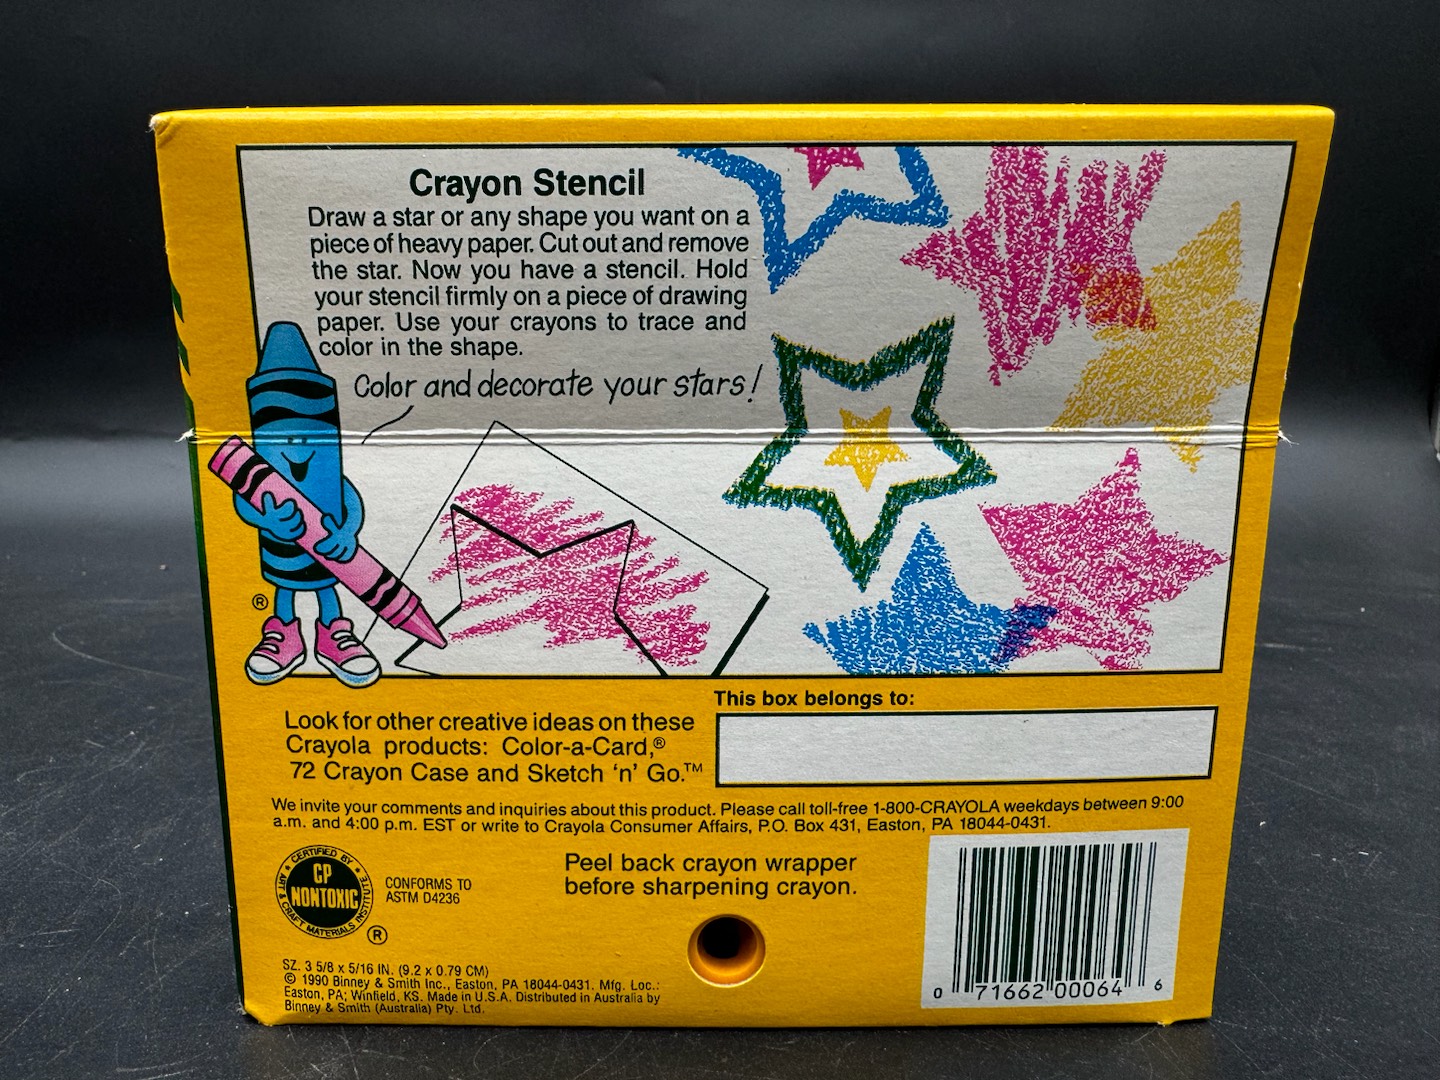 Crayon Stencil
Draw a star or any shape you want on a
piece of heavy paper. Cut out and remove
the star. Now you have a stencil. Hold
your stencil firmly on a piece of drawing
paper. Use your crayons to trace and
color in the shape.
Color and decorate your stars!
®
This box belongs to:
Look for other creative ideas on these
Crayola products: Color-a-Card,®
72 Crayon Case and Sketch 'n' Go.™
We invite your comments and inquiries about this product. Please call toll-free 1-800-CRAYOLA weekdays between 9:00
a.m. and 4:00 p.m. EST or write to Crayola Consumer Affairs, P.O. Box 431, Easton, PA 18044-0431.
CERTIFIED BY
ART & CRAFT MATERIALS INSTITUTE
CP
NONTOXIC
®
CONFORMS TO
ASTM D4236
Peel back crayon wrapper
before sharpening crayon.
SZ. 3 5/8 x 5/16 IN. (9.2 x 0.79 CM)
© 1990 Binney & Smith Inc., Easton, PA 18044-0431. Mfg. Loc.:
Easton, PA; Winfield, KS. Made in U.S.A. Distributed in Australia by
Binney & Smith (Australia) Pty. Ltd.
0 71662 00064 6